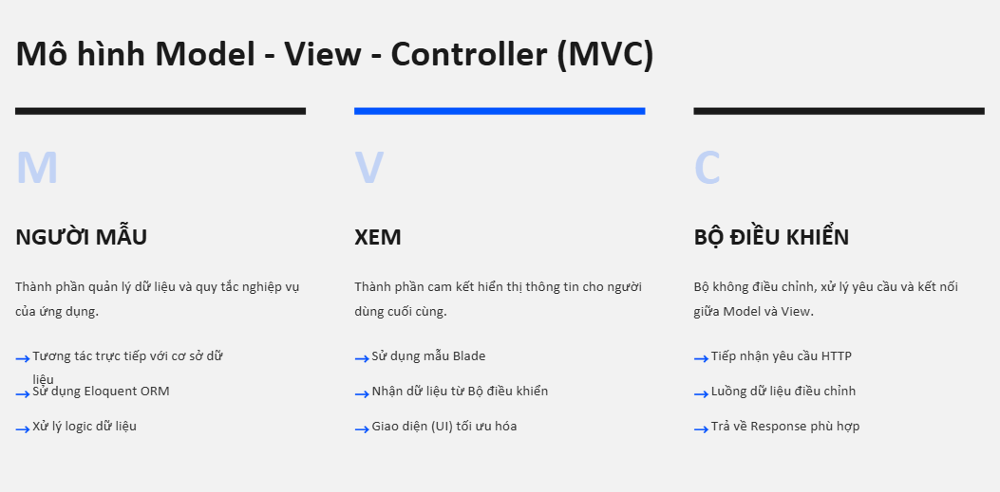 Mô hình Model - View - Controller (MVC)
M
NGƯỜI MẪU
Thành phần quản lý dữ liệu và quy tắc nghiệp vụ
của ứng dụng.
→ Tương tác trực tiếp với cơ sở dữ
liệu
→ Sử dụng Eloquent ORM
→ Xử lý logic dữ liệu
V
XEM
Thành phần cam kết hiển thị thông tin cho người
dùng cuối cùng.
→ Sử dụng mẫu Blade
→ Nhận dữ liệu từ Bộ điều khiển
→ Giao diện (UI) tối ưu hóa
C
BỘ ĐIỀU KHIỂN
Bộ không điều chỉnh, xử lý yêu cầu và kết nối
giữa Model và View.
→ Tiếp nhận yêu cầu HTTP
→ Luồng dữ liệu điều chỉnh
→ Trả về Response phù hợp